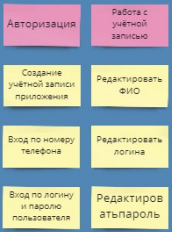 Авторизация
Работа с
учётной
записью
Создание
учётной записи
приложения
Редактировать
ФИО
Вход по номеру
телефона
Редактировать
логина
Вход по логину
и паролю
пользователя
Редактиров
атьпароль